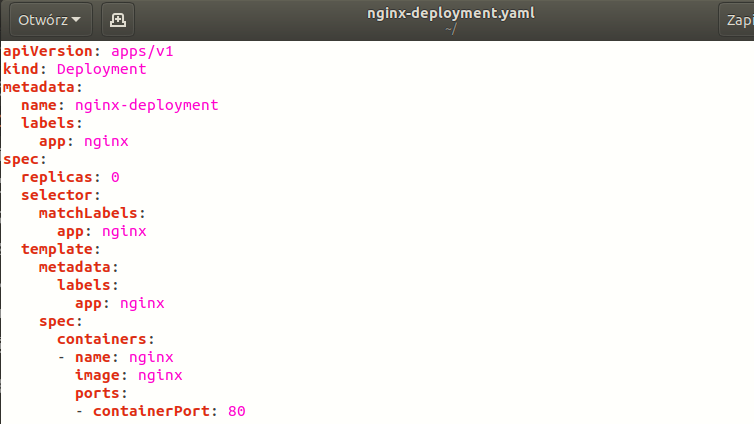 Otwórz
nginx-deployment.yaml
~/
Zapi
apiVersion: apps/v1
kind: Deployment
metadata:
  name: nginx-deployment
  labels:
    app: nginx
spec:
  replicas: 0
  selector:
    matchLabels:
      app: nginx
  template:
    metadata:
      labels:
        app: nginx
    spec:
      containers:
      - name: nginx
        image: nginx
        ports:
        - containerPort: 80